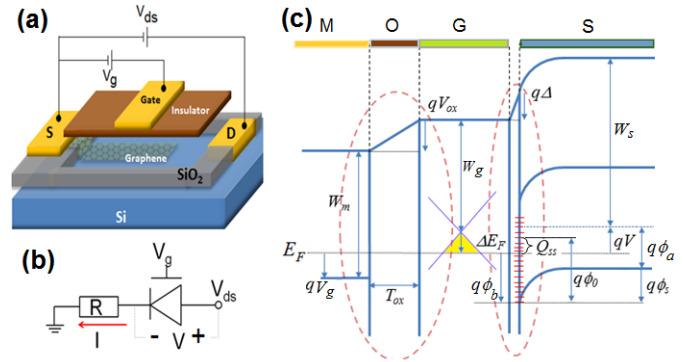 (a)
V_ds
V_g
Gate
Insulator
S
D
Graphene
SiO₂
Si
(b)
V_g
V_ds
R
I
- V +
(c)
M O G S
qV_ox
qΔ
W_m
W_g
W_s
E_F
ΔE_F
Q_ss
qV
qϕ_a
qV_g
T_ox
qϕ_b
qϕ_0
qϕ_s